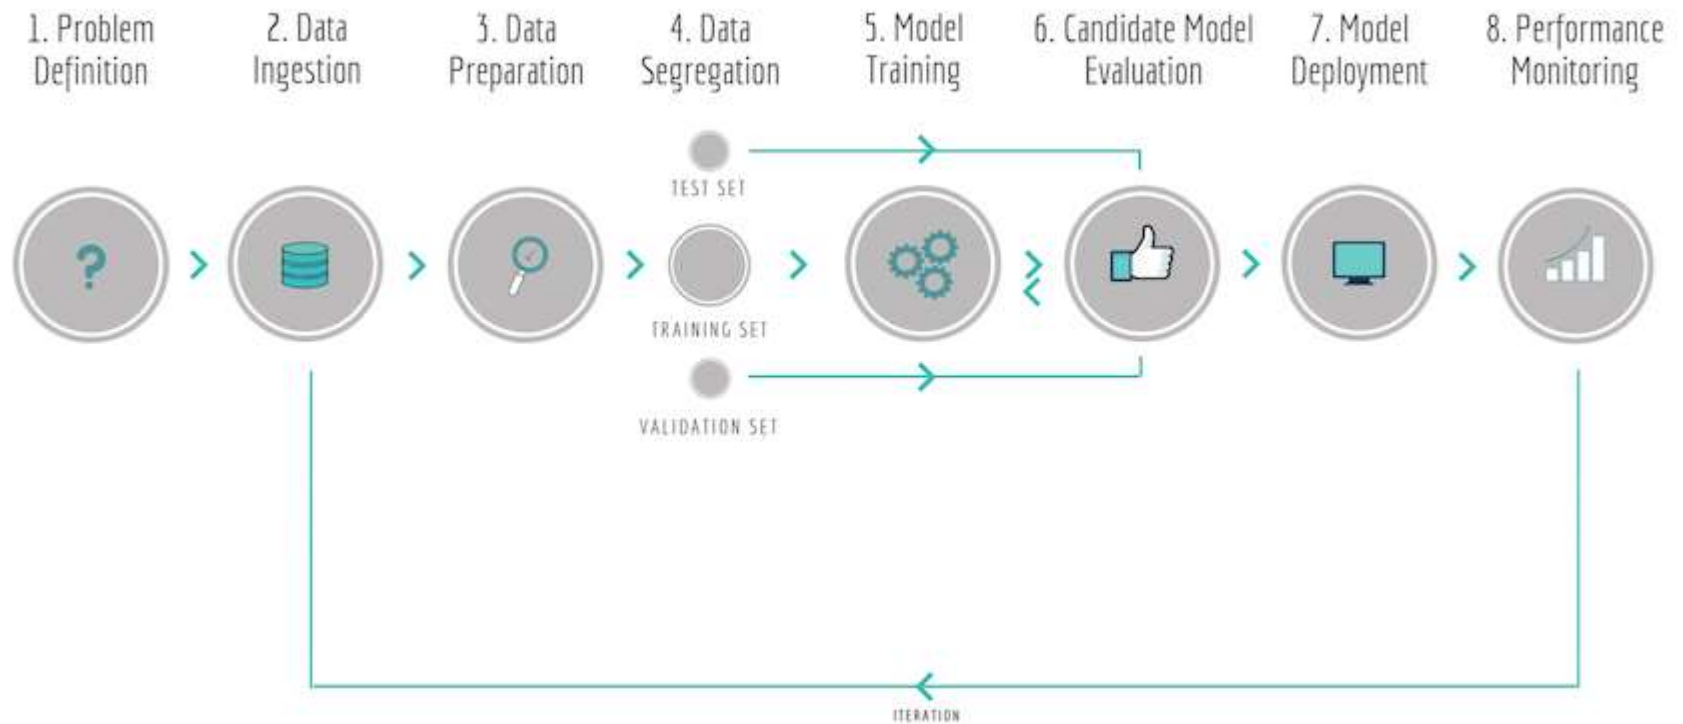 1. Problem
Definition
2. Data
Ingestion
3. Data
Preparation
4. Data
Segregation
5. Model
Training
6. Candidate Model
Evaluation
7. Model
Deployment
8. Performance
Monitoring
TEST SET
TRAINING SET
VALIDATION SET
ITERATION